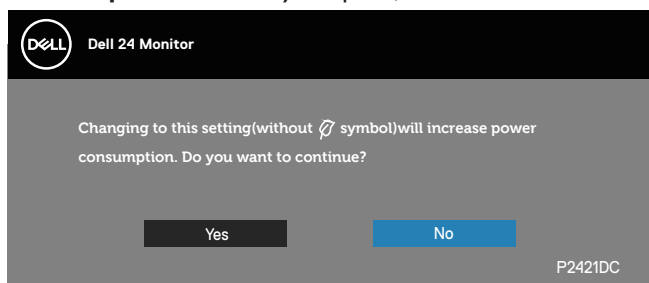 DELL
Dell 24 Monitor
Changing to this setting(without symbol)will increase power
consumption. Do you want to continue?
Yes
No
P2421DC